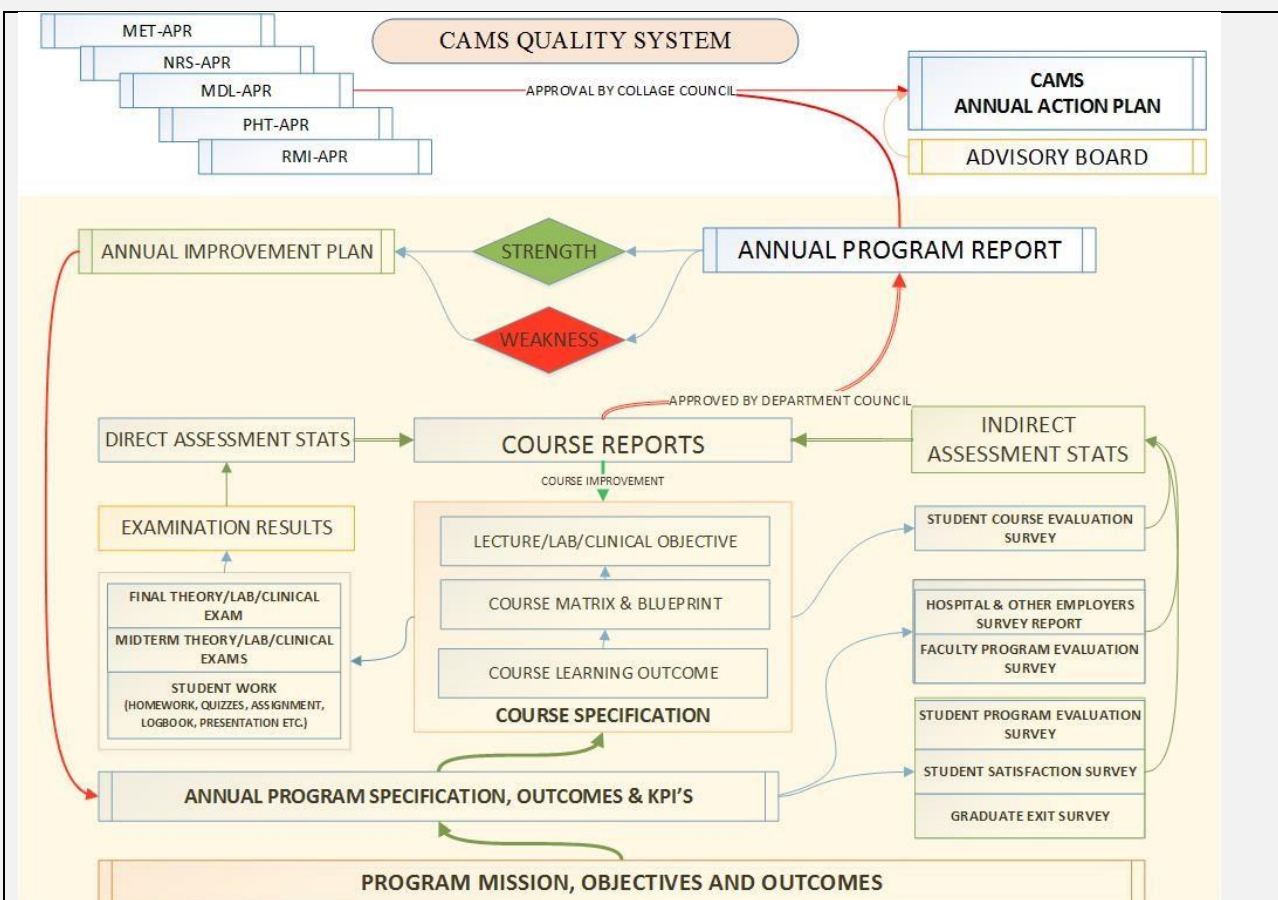 MET-APR
NRS-APR
MDL-APR
PHT-APR
RMI-APR
CAMS QUALITY SYSTEM
APPROVAL BY COLLAGE COUNCIL
CAMS
ANNUAL ACTION PLAN
ADVISORY BOARD
ANNUAL IMPROVEMENT PLAN
STRENGTH
ANNUAL PROGRAM REPORT
WEAKNESS
APPROVED BY DEPARTMENT COUNCIL
DIRECT ASSESSMENT STATS
COURSE REPORTS
INDIRECT
ASSESSMENT STATS
COURSE IMPROVEMENT
EXAMINATION RESULTS
LECTURE/LAB/CLINICAL OBJECTIVE
STUDENT COURSE EVALUATION
SURVEY
FINAL THEORY/LAB/CLINICAL
EXAM
MIDTERM THEORY/LAB/CLINICAL
EXAMS
STUDENT WORK
(HOMEWORK, QUIZZES, ASSIGNMENT,
LOGBOOK, PRESENTATION ETC.)
COURSE MATRIX & BLUEPRINT
COURSE LEARNING OUTCOME
COURSE SPECIFICATION
HOSPITAL & OTHER EMPLOYERS
SURVEY REPORT
FACULTY PROGRAM EVALUATION
SURVEY
STUDENT PROGRAM EVALUATION
SURVEY
STUDENT SATISFACTION SURVEY
GRADUATE EXIT SURVEY
ANNUAL PROGRAM SPECIFICATION, OUTCOMES & KPI'S
PROGRAM MISSION, OBJECTIVES AND OUTCOMES